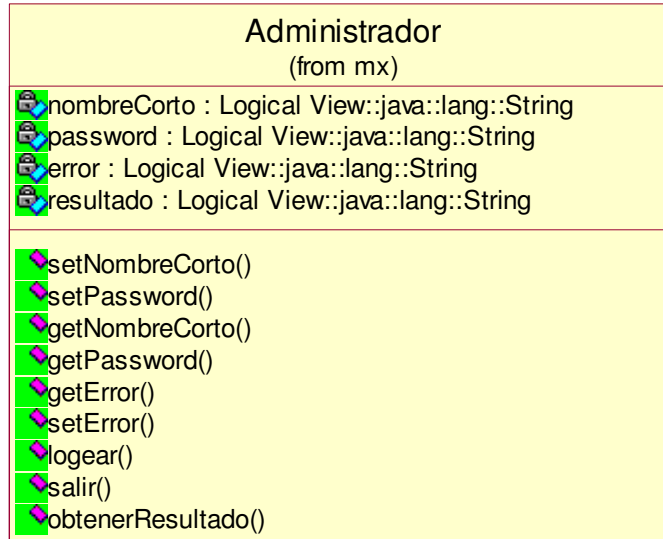 Administrador
(from mx)
nombreCorto : Logical View::java::lang::String
password : Logical View::java::lang::String
error : Logical View::java::lang::String
resultado : Logical View::java::lang::String
setNombreCorto()
setPassword()
getNombreCorto()
getPassword()
getError()
setError()
logear()
salir()
obtenerResultado()